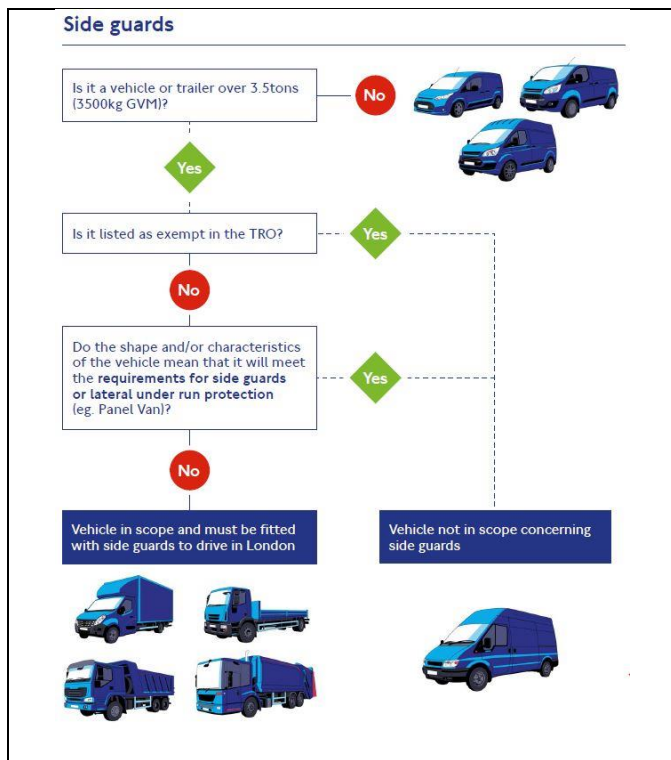 Side guards
Is it a vehicle or trailer over 3.5tons
(3500kg GVM)?
No
Yes
Is it listed as exempt in the TRO?
Yes
No
Do the shape and/or characteristics
of the vehicle mean that it will meet
the requirements for side guards
or lateral under run protection
(eg. Panel Van)?
Yes
No
Vehicle in scope and must be fitted
with side guards to drive in London
Vehicle not in scope concerning
side guards